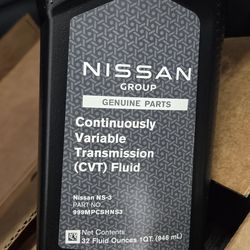 NISSAN
GROUP
GENUINE PARTS
Continuously
Variable
Transmission
(CVT) Fluid
Nissan NS-3
PART NO.
999MPCSHNS3
Net Contents
32 Fluid Ounces 1QT. (946 mL)